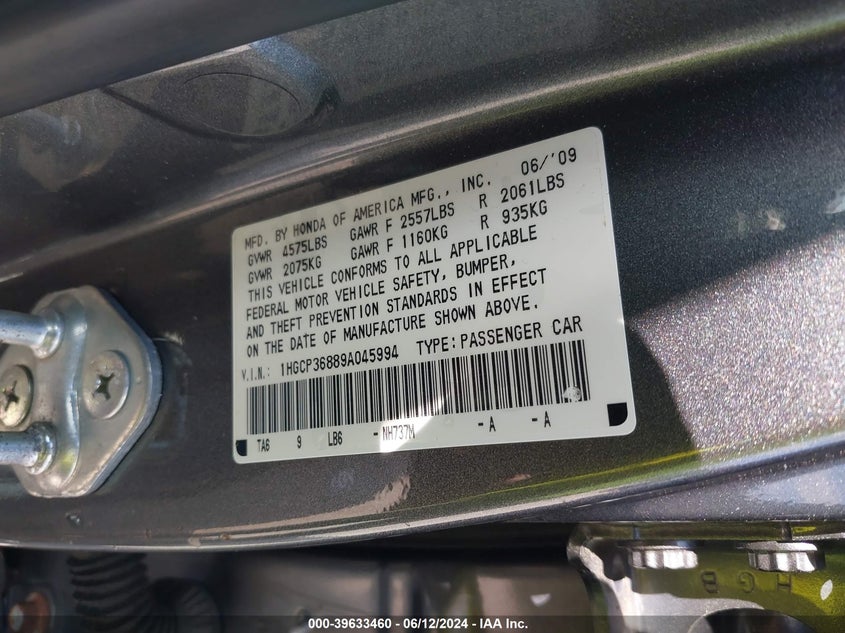 MFD. BY HONDA OF AMERICA MFG., INC. 06/'09
GVWR 4575LBS GAWR F 2557LBS R 2061LBS
GVWR 2075KG GAWR F 1160KG R 935KG
THIS VEHICLE CONFORMS TO ALL APPLICABLE
FEDERAL MOTOR VEHICLE SAFETY, BUMPER,
AND THEFT PREVENTION STANDARDS IN EFFECT
ON THE DATE OF MANUFACTURE SHOWN ABOVE.
V.I.N.: 1HGCP36889A045994 TYPE:PASSENGER CAR
TA6 9 LB6 -NH737M -A -A
H G B
000-39633460 - 06/12/2024 - IAA Inc.